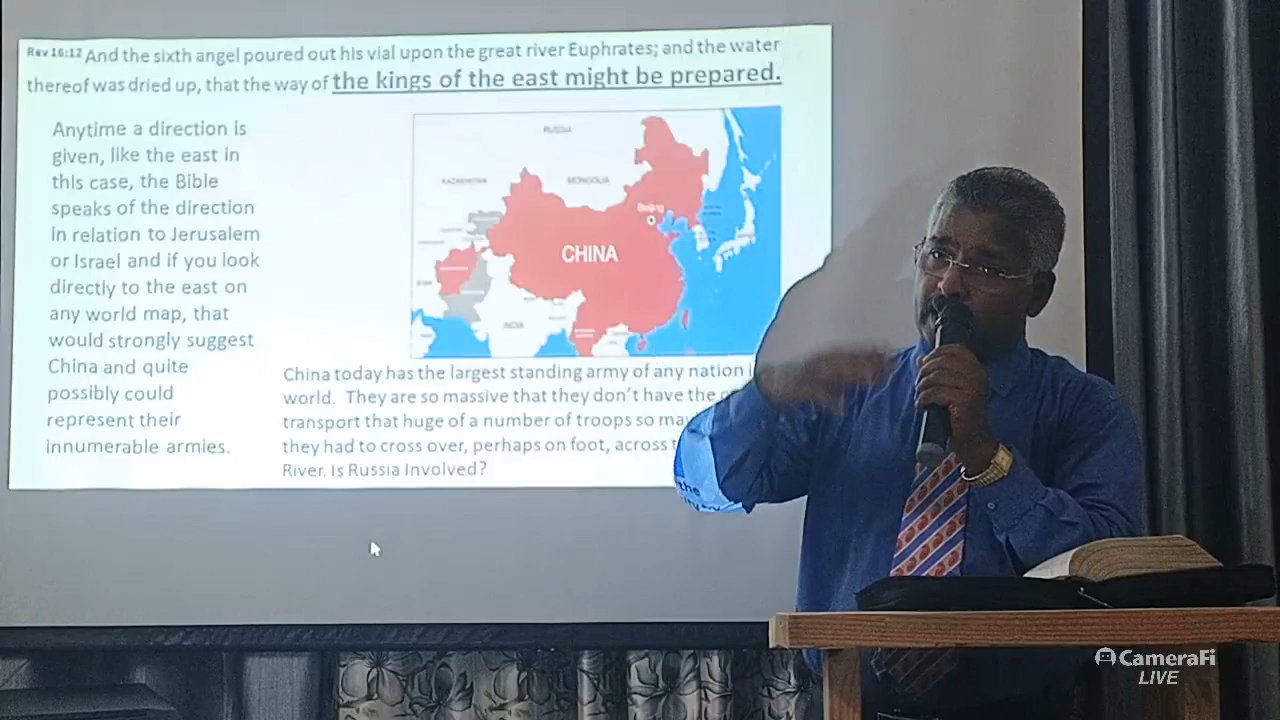 Rev 16:12 And the sixth angel poured out his vial upon the great river Euphrates; and the water
thereof was dried up, that the way of the kings of the east might be prepared.
Anytime a direction is
given, like the east in
this case, the Bible
speaks of the direction
in relation to Jerusalem
or Israel and if you look
directly to the east on
any world map, that
would strongly suggest
China and quite
possibly could
represent their
innumerable armies.
RUSSIA
KAZAKHSTAN
MONGOLIA
Beijing
CHINA
INDIA
China today has the largest standing army of any nation
world. They are so massive that they don't have the
transport that huge of a number of troops so
they had to cross over, perhaps on foot, across
River. Is Russia Involved?
the
CameraFi
LIVE